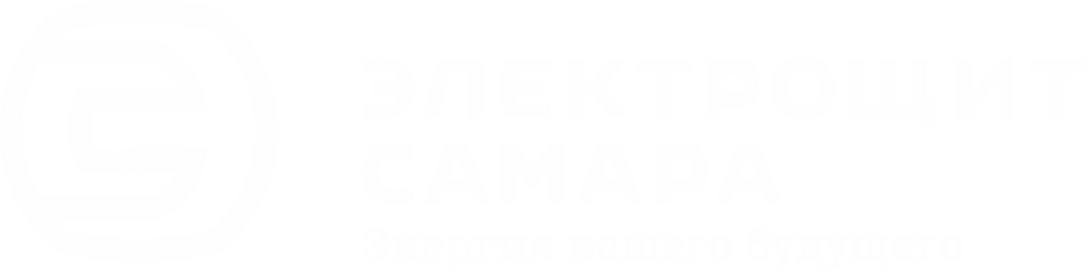 ЭЛЕКТРОЩИТ
САМАРА
Энергия вашего будущего